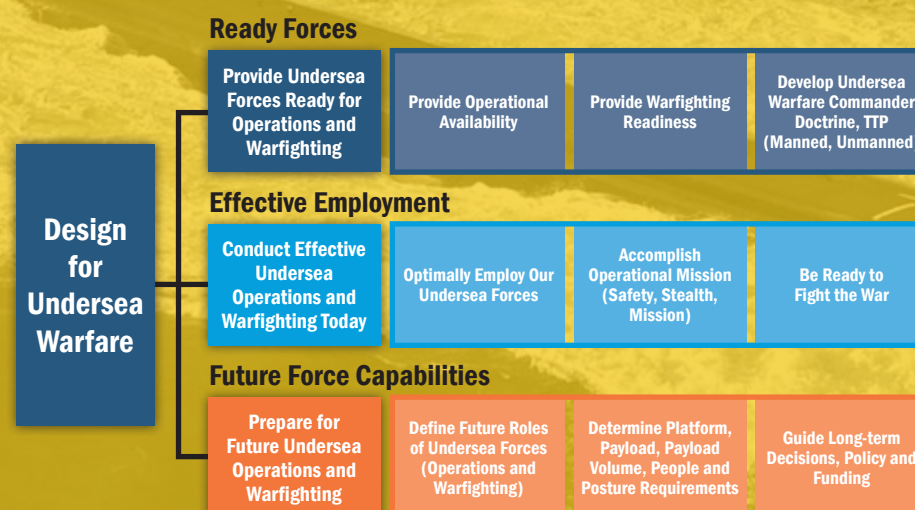 Design
for
Undersea
Warfare
Ready Forces
Provide Undersea
Forces Ready for
Operations and
Warfighting
Provide Operational
Availability
Provide Warfighting
Readiness
Develop Undersea
Warfare Commander
Doctrine, TTP
(Manned, Unmanned)
Effective Employment
Conduct Effective
Undersea
Operations and
Warfighting Today
Optimally Employ Our
Undersea Forces
Accomplish
Operational Mission
(Safety, Stealth,
Mission)
Be Ready to
Fight the War
Future Force Capabilities
Prepare for
Future Undersea
Operations and
Warfighting
Define Future Roles
of Undersea Forces
(Operations and
Warfighting)
Determine Platform,
Payload, Payload
Volume, People and
Posture Requirements
Guide Long-term
Decisions, Policy and
Funding